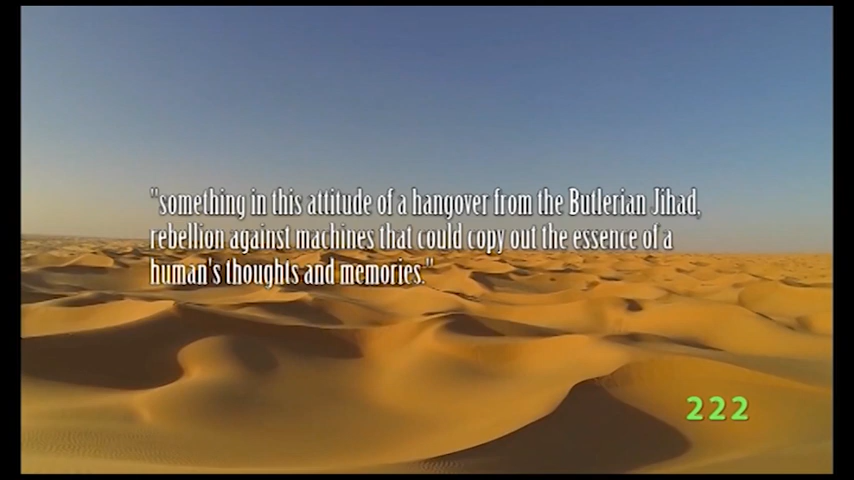 "something in this attitude of a hangover from the Butlerian Jihad,
rebellion against machines that could copy out the essence of a
human's thoughts and memories."
222